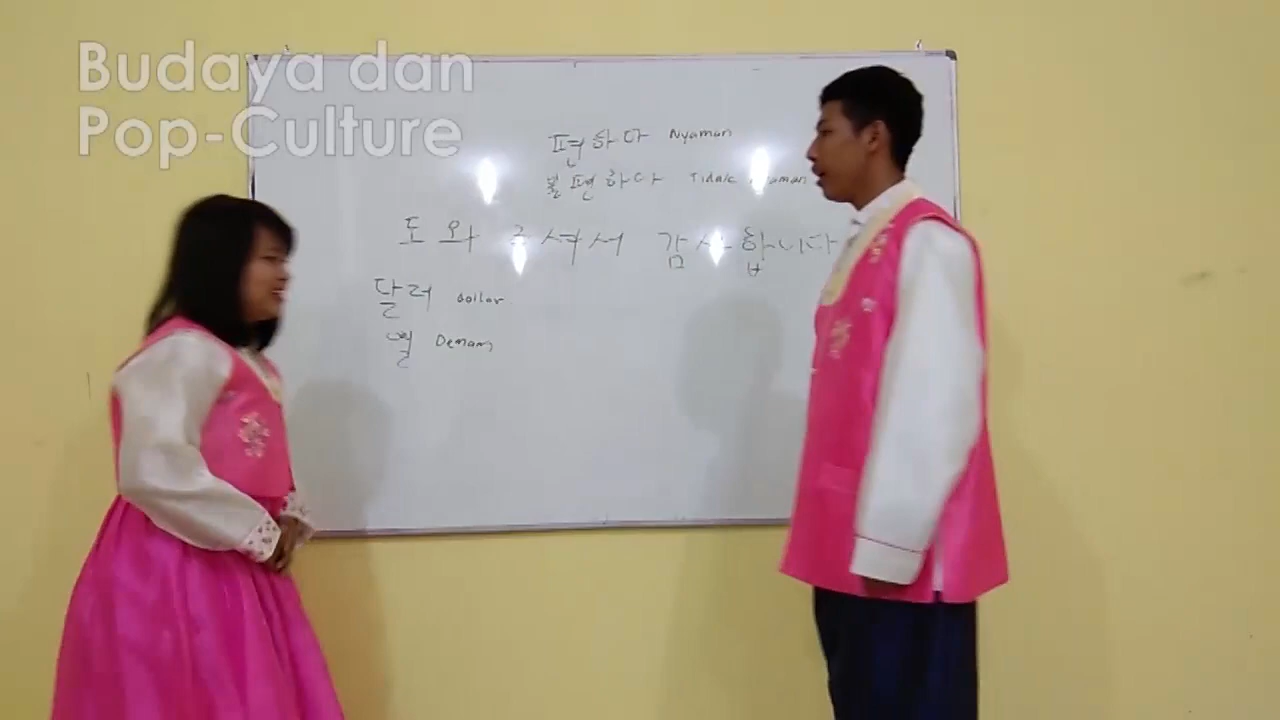 Budaya dan
Pop-Culture
편하다 Nyaman
불편하다 Tidak Nyaman
도와 주셔서 감사합니다
달러 dollar
열 Demam